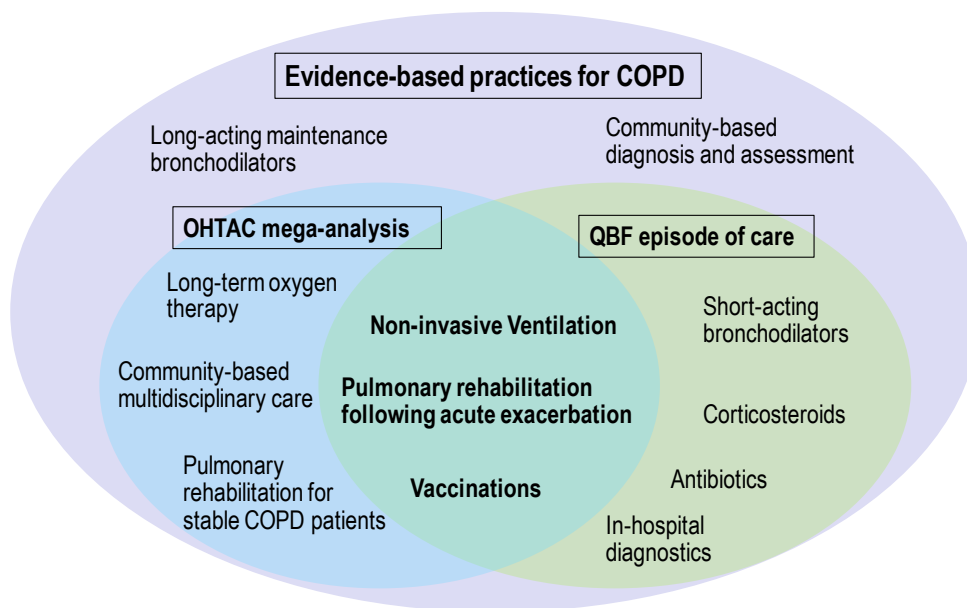 Evidence-based practices for COPD
Long-acting maintenance
bronchodilators
Community-based
diagnosis and assessment
OHTAC mega-analysis
QBF episode of care
Long-term oxygen
therapy
Community-based
multidisciplinary care
Pulmonary
rehabilitation for
stable COPD patients
Non-invasive Ventilation
Pulmonary rehabilitation
following acute exacerbation
Vaccinations
Short-acting
bronchodilators
Corticosteroids
Antibiotics
In-hospital
diagnostics